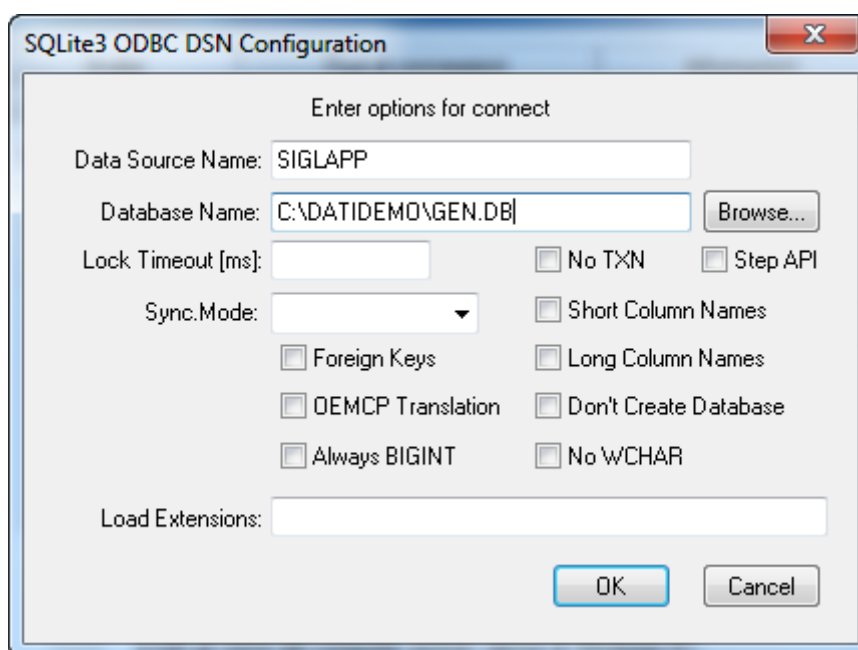 SQLite3 ODBC DSN Configuration
Enter options for connect
Data Source Name: SIGLAPP
Database Name: C:\DATIDEMO\GEN.DB Browse...
Lock Timeout [ms]: No TXN Step API
Sync.Mode: Short Column Names
Foreign Keys Long Column Names
OEMCP Translation Don't Create Database
Always BIGINT No WCHAR
Load Extensions:
OK Cancel